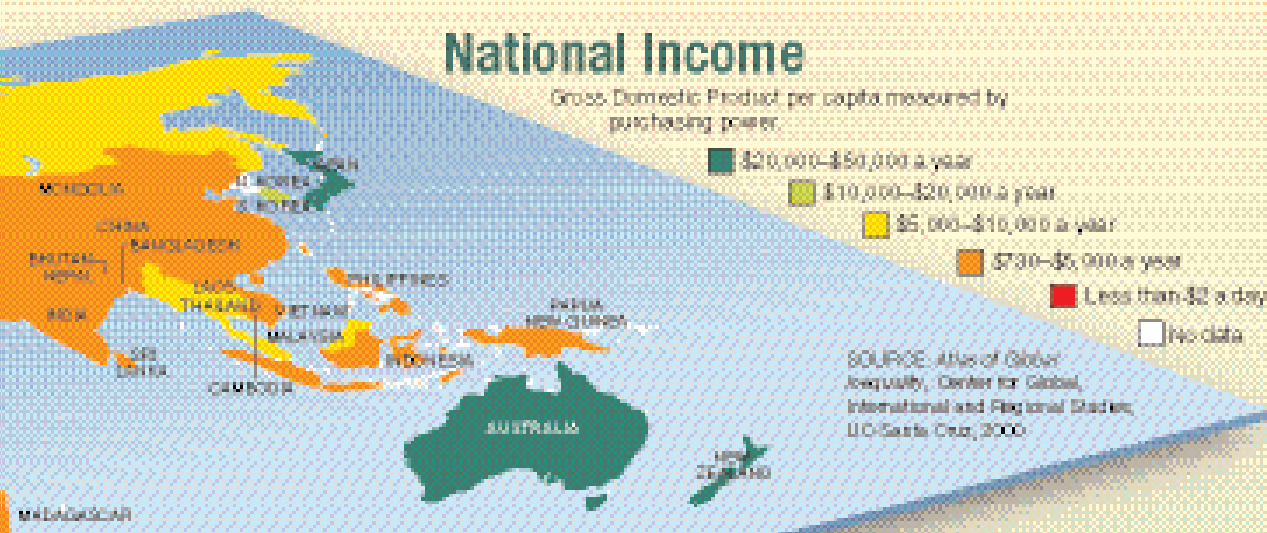 National Income
Gross Domestic Product per capita measured by
purchasing power.
$20,000–$50,000 a year
$10,000–$20,000 a year
$5,000–$10,000 a year
$730–$5,000 a year
Less than $2 a day
No data
JAPAN
N. KOREA
S. KOREA
MONGOLIA
CHINA
BANGLADESH
BHUTAN
NEPAL
INDIA
LAOS
THAILAND
VIETNAM
PHILIPPINES
MALAYSIA
PAPUA
NEW GUINEA
SRI
LANKA
CAMBODIA
INDONESIA
AUSTRALIA
NEW
ZEALAND
MADAGASCAR
SOURCE: Atlas of Global
Inequality, Center for Global,
International and Regional Studies,
UC-Santa Cruz, 2000